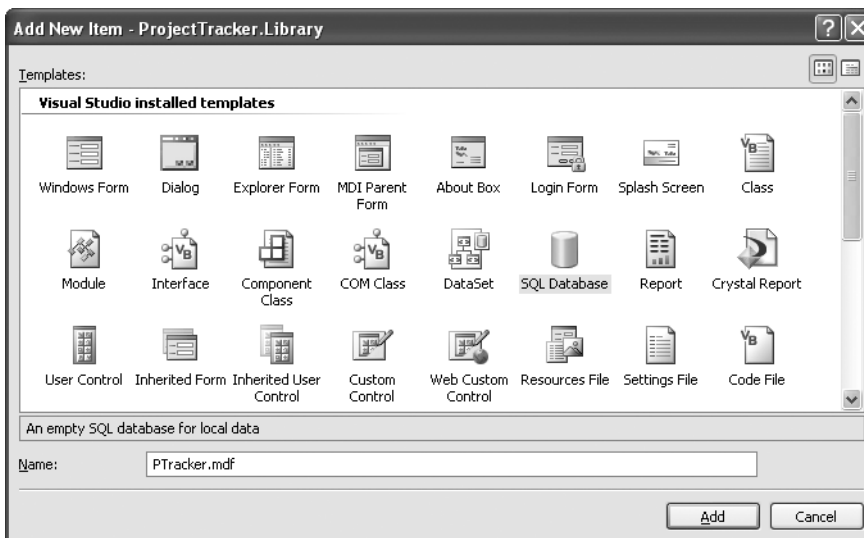 Add New Item - ProjectTracker.Library
Templates:
Visual Studio installed templates
Windows Form
Dialog
Explorer Form
MDI Parent
Form
About Box
Login Form
Splash Screen
Class
Module
Interface
Component
Class
COM Class
DataSet
SQL Database
Report
Crystal Report
User Control
Inherited Form
Inherited User
Control
Custom
Control
Web Custom
Control
Resources File
Settings File
Code File
An empty SQL database for local data
Name:
PTracker.mdf
Add
Cancel